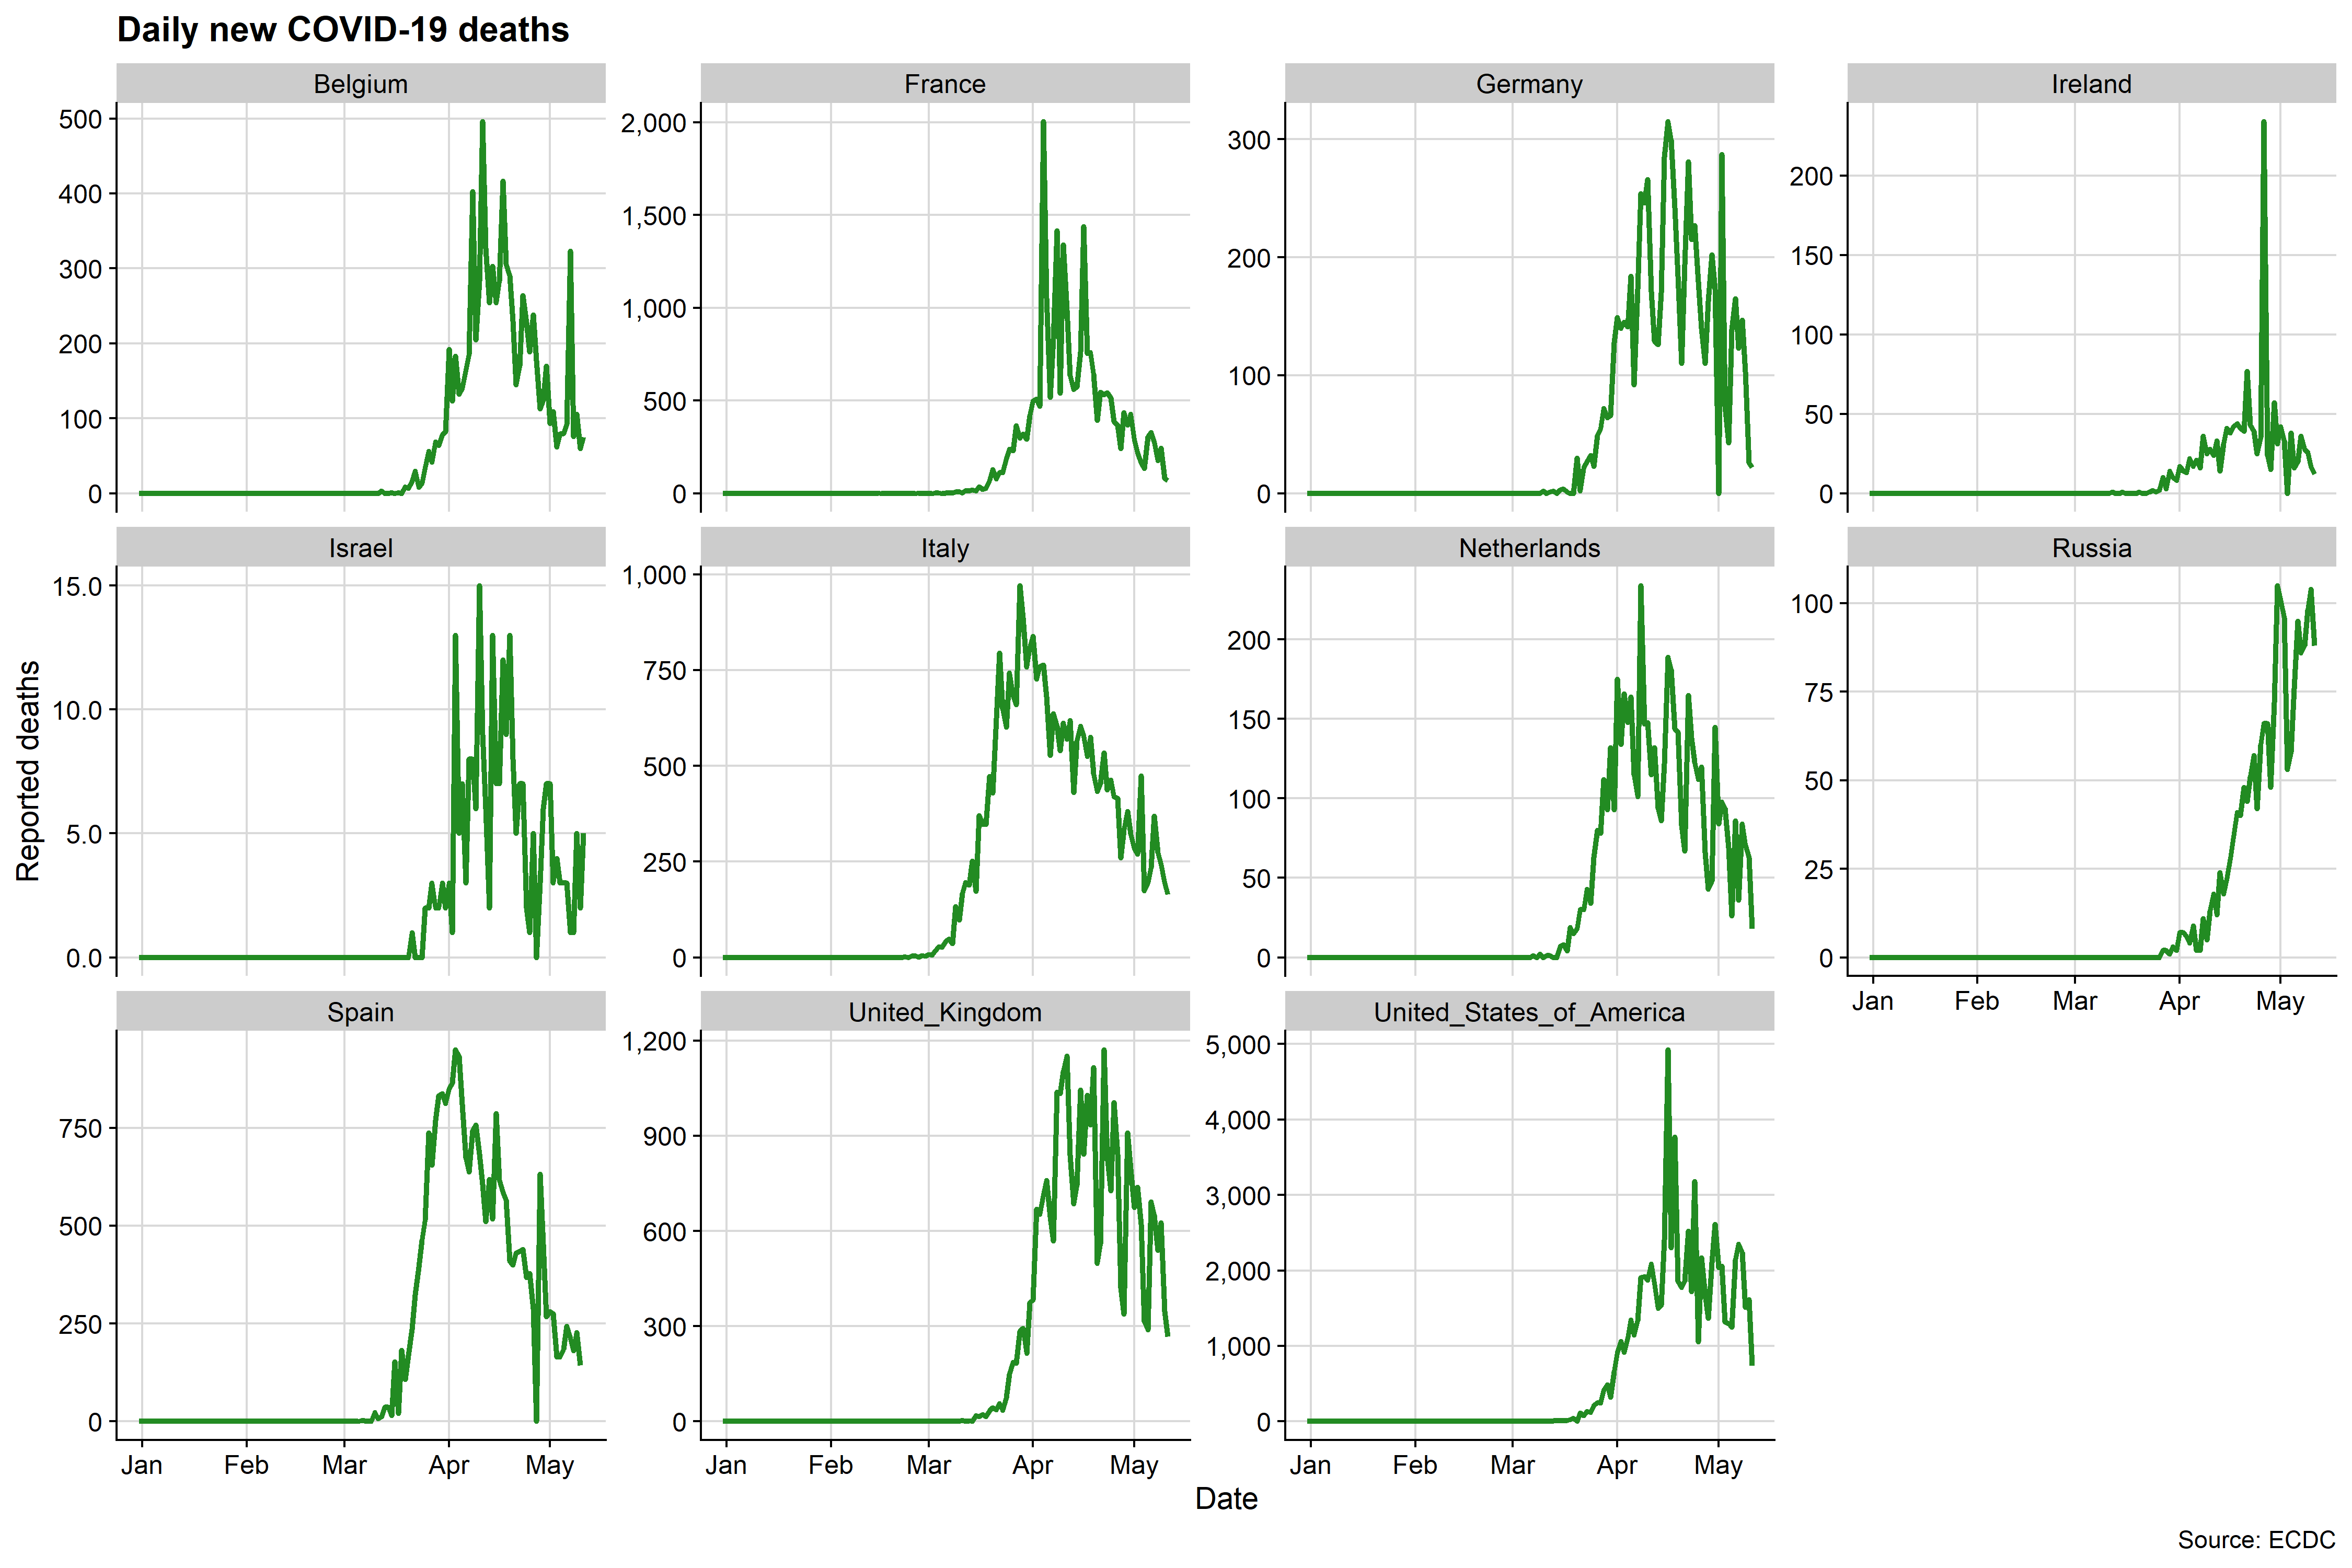 Daily new COVID-19 deaths
Belgium
France
Germany
Ireland
500
400
300
200
100
0
2,000
1,500
1,000
500
0
300
200
100
0
200
150
100
50
0
Israel
Italy
Netherlands
Russia
15.0
10.0
5.0
0.0
1,000
750
500
250
0
200
150
100
50
0
100
75
50
25
0
Jan Feb Mar Apr May
Reported deaths
Spain
United_Kingdom
United_States_of_America
750
500
250
0
1,200
900
600
300
0
5,000
4,000
3,000
2,000
1,000
0
Jan Feb Mar Apr May
Jan Feb Mar Apr May
Jan Feb Mar Apr May
Date
Source: ECDC